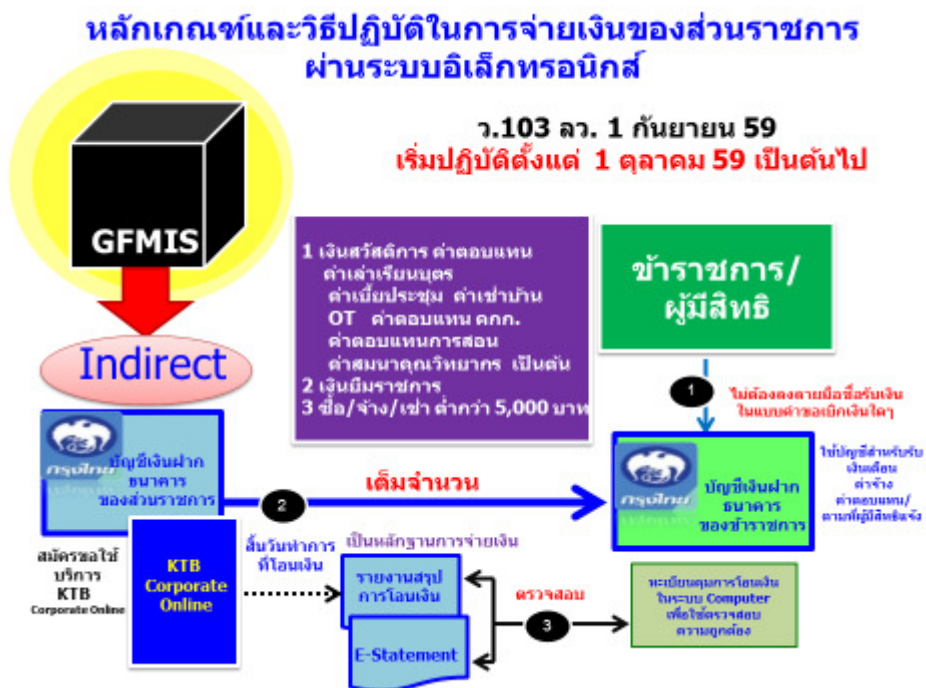 หลักเกณฑ์และวิธีปฏิบัติในการจ่ายเงินของส่วนราชการ
ผ่านระบบอิเล็กทรอนิกส์
ว.103 ลว. 1 กันยายน 59
เริ่มปฏิบัติตั้งแต่ 1 ตุลาคม 59 เป็นต้นไป
GFMIS
Indirect
1 เงินสวัสดิการ ค่าตอบแทน
ค่าเล่าเรียนบุตร
ค่าเบี้ยประชุม ค่าเช่าบ้าน
OT ค่าตอบแทน คกก.
ค่าตอบแทนการสอน
ค่าสมนาคุณวิทยากร เป็นต้น
2 เงินยืมราชการ
3 ซื้อ/จ้าง/เช่า ต่ำกว่า 5,000 บาท
ข้าราชการ/
ผู้มีสิทธิ
1
ไม่ต้องลงลายมือชื่อรับเงิน
ในแบบคำขอเบิกเงินใดๆ
กรุงไทย
บัญชีเงินฝาก
ธนาคาร
ของส่วนราชการ
2
เต็มจำนวน
กรุงไทย
บัญชีเงินฝาก
ธนาคาร
ของข้าราชการ
ใช้บัญชีสำหรับรับ
เงินเดือน
ค่าจ้าง
ค่าตอบแทน/
ตามที่ผู้มีสิทธิแจ้ง
สมัครขอใช้
บริการ
KTB
Corporate Online
KTB
Corporate
Online
สิ้นวันทำการ
ที่โอนเงิน
เป็นหลักฐานการจ่ายเงิน
รายงานสรุป
การโอนเงิน
E-Statement
ตรวจสอบ
3
ทะเบียนคุมการโอนเงิน
ในระบบ Computer
เพื่อใช้ตรวจสอบ
ความถูกต้อง